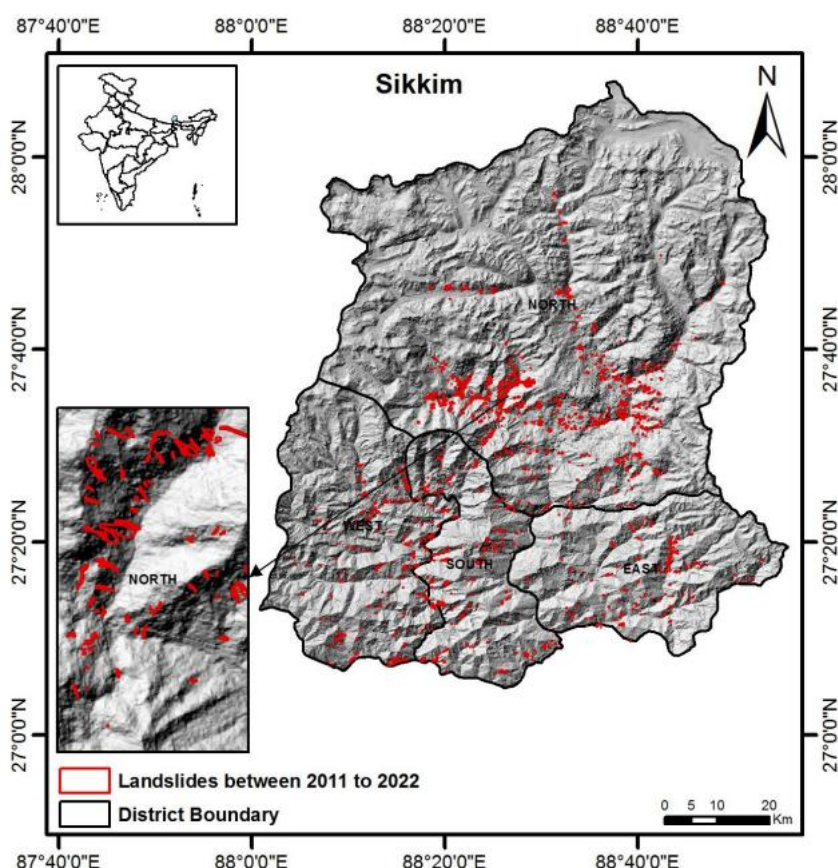 87°40'0"E 88°0'0"E 88°20'0"E 88°40'0"E
Sikkim
N
28°0'0"N 28°0'0"N
NORTH
27°40'0"N 27°40'0"N
WEST
27°20'0"N 27°20'0"N
SOUTH EAST
NORTH
27°0'0"N 27°0'0"N
Landslides between 2011 to 2022
District Boundary
0 5 10 20
Km
87°40'0"E 88°0'0"E 88°20'0"E 88°40'0"E